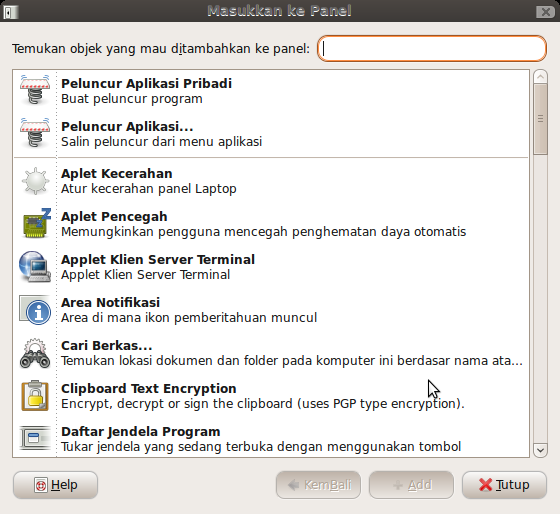 Masukkan ke Panel
Temukan objek yang mau ditambahkan ke panel:
Peluncur Aplikasi Pribadi
Buat peluncur program
Peluncur Aplikasi...
Salin peluncur dari menu aplikasi
Aplet Kecerahan
Atur kecerahan panel Laptop
Aplet Pencegah
Memungkinkan pengguna mencegah penghematan daya otomatis
Applet Klien Server Terminal
Applet Klien Server Terminal
Area Notifikasi
Area di mana ikon pemberitahuan muncul
Cari Berkas...
Temukan lokasi dokumen dan folder pada komputer ini berdasar nama ata...
Clipboard Text Encryption
Encrypt, decrypt or sign the clipboard (uses PGP type encryption).
Daftar Jendela Program
Tukar jendela yang sedang terbuka dengan menggunakan tombol
Help KemBali Add Tutup